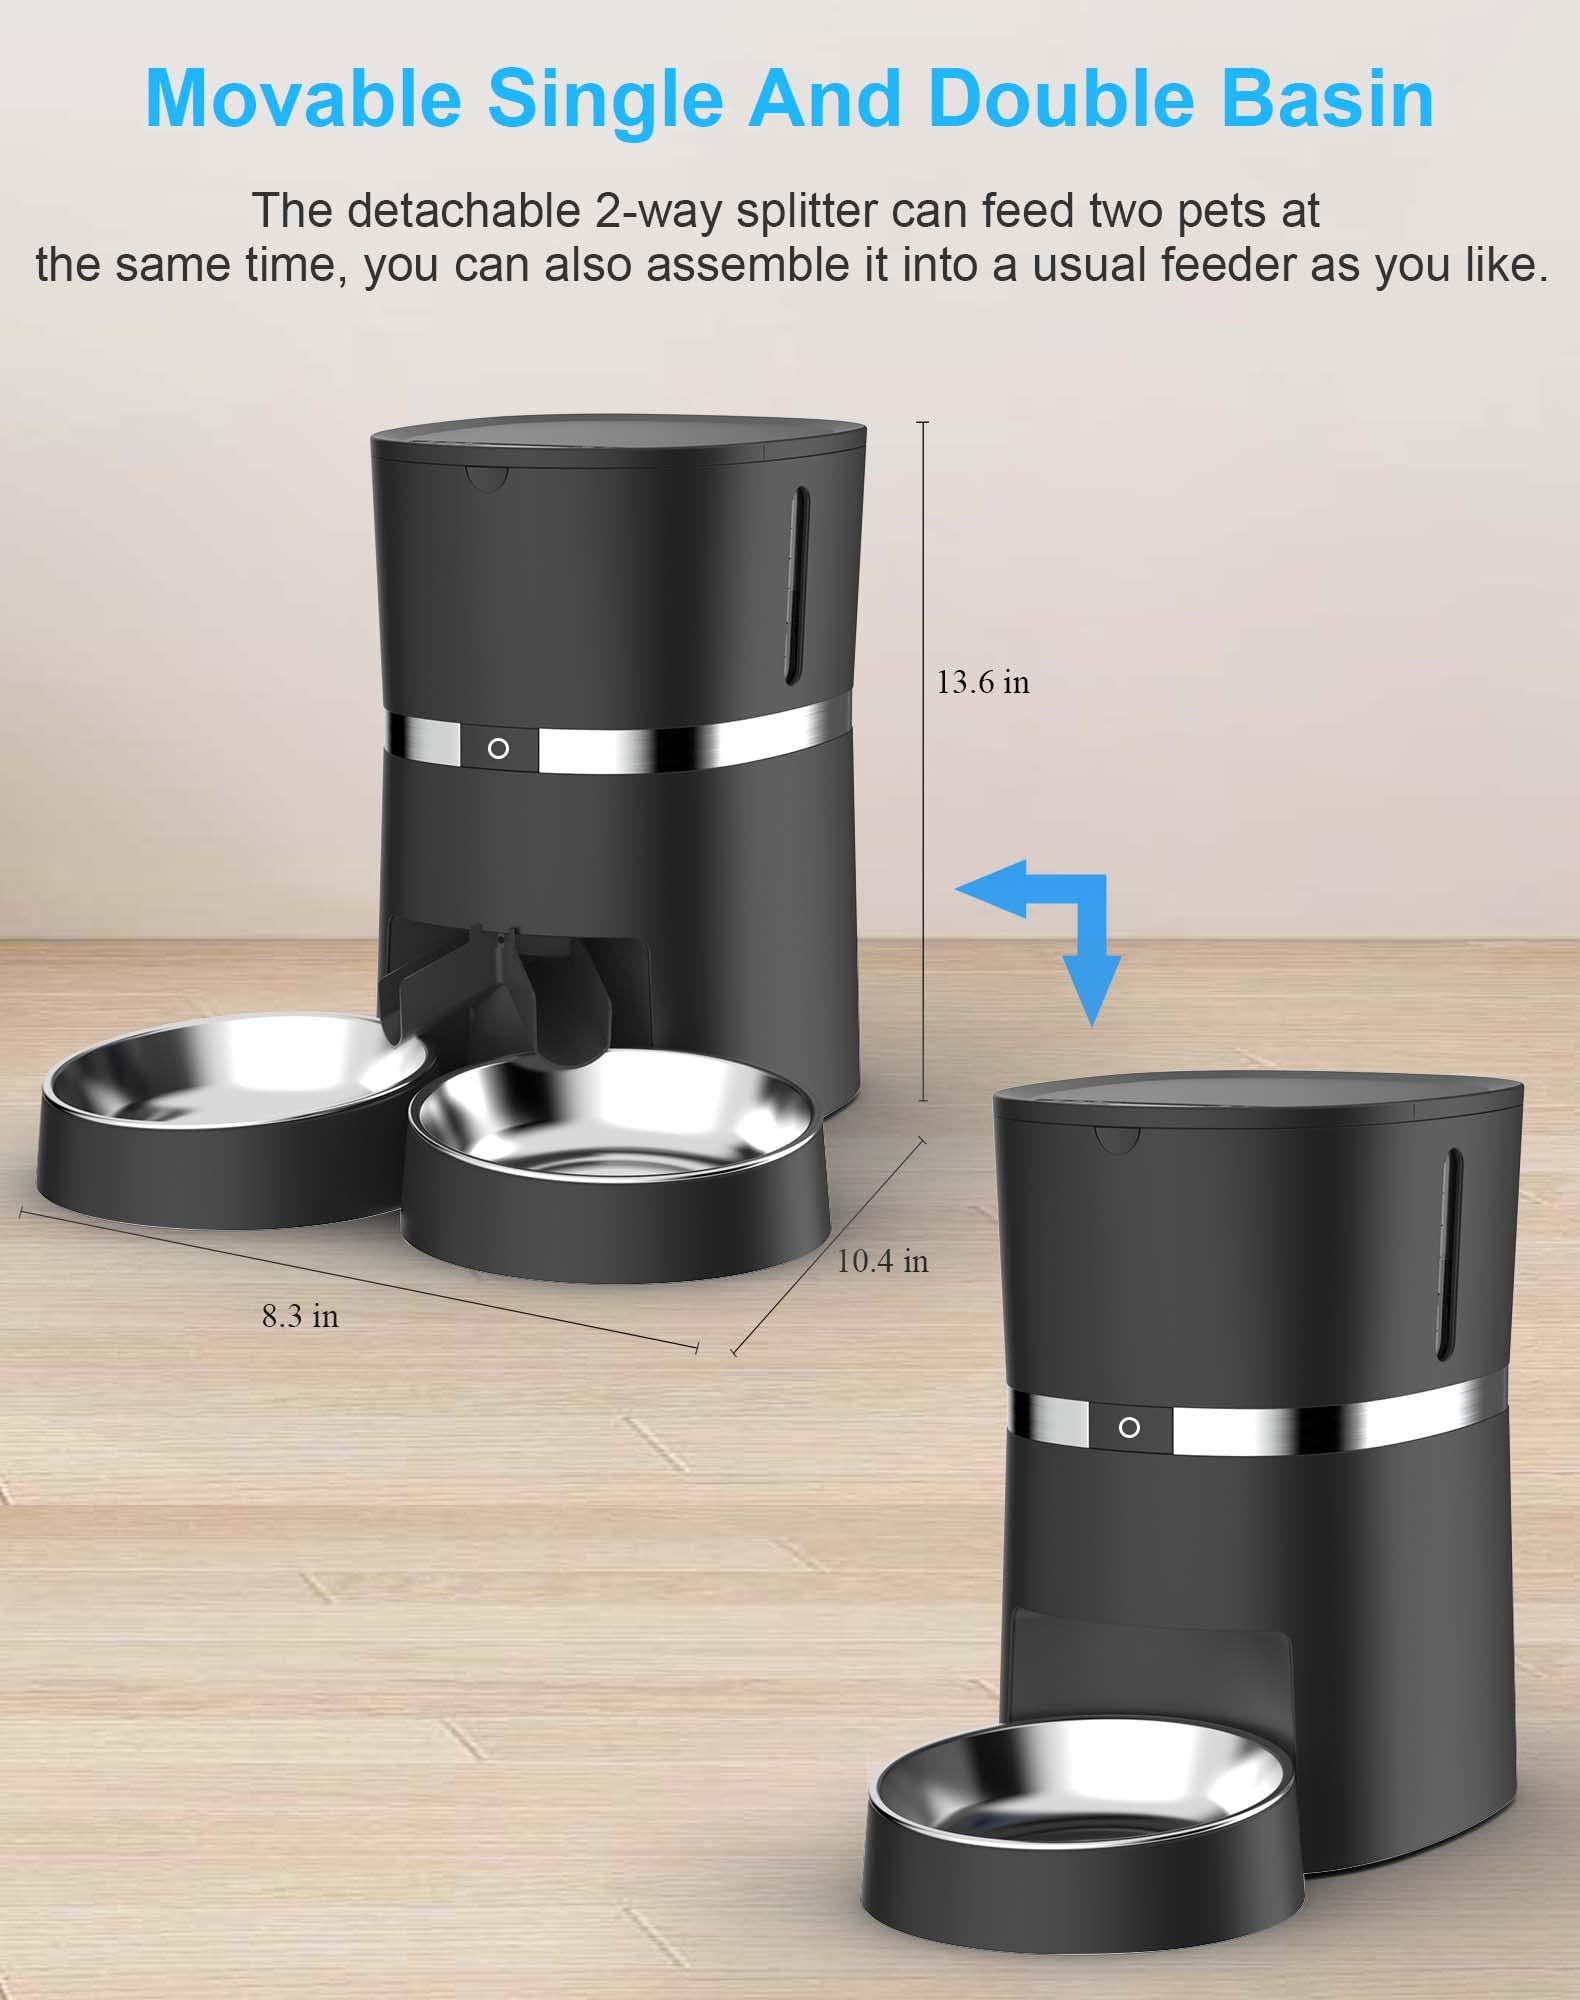 Movable Single And Double Basin
The detachable 2-way splitter can feed two pets at
the same time, you can also assemble it into a usual feeder as you like.
13.6 in
10.4 in
8.3 in